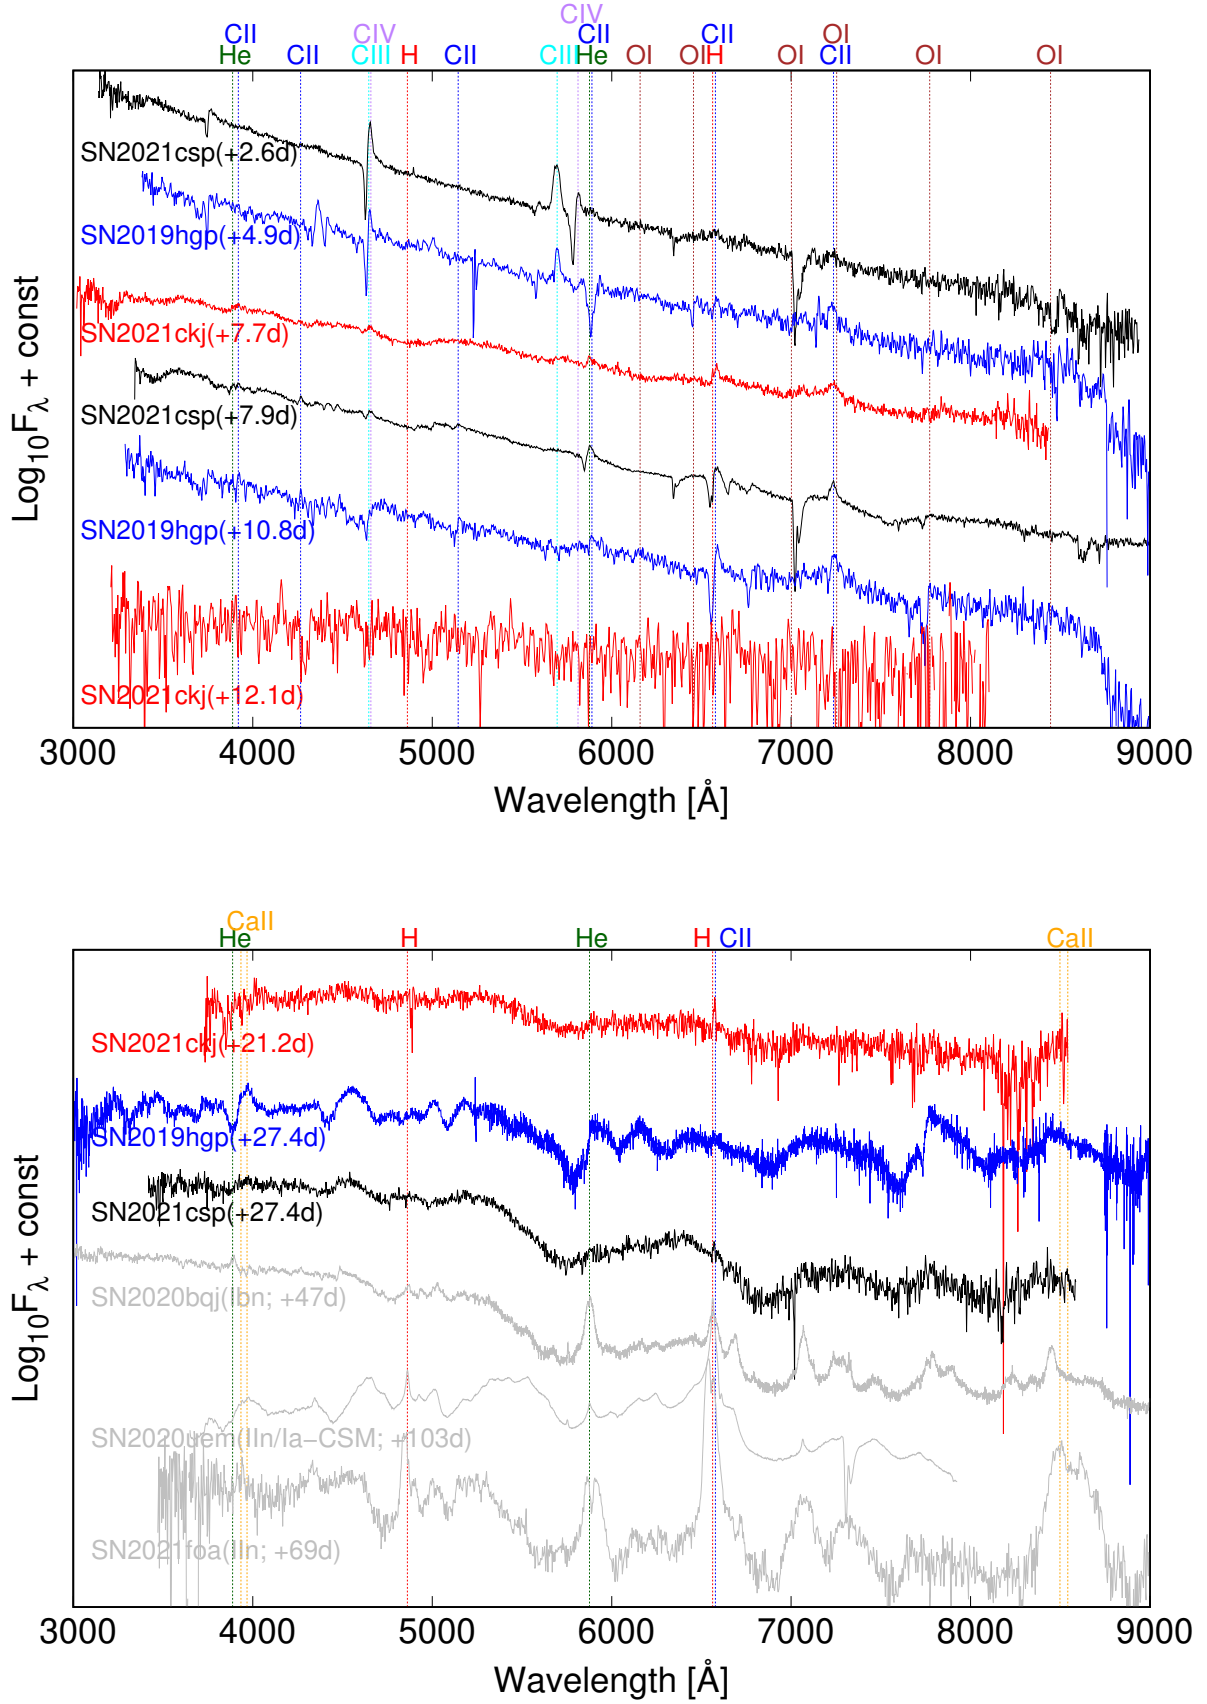 CIV
CII CIV CII CII OI
He CII CIII H CII CIII He OI OI H OI CII OI OI
SN2021csp(+2.6d)
SN2019hgp(+4.9d)
SN2021ckj(+7.7d)
SN2021csp(+7.9d)
SN2019hgp(+10.8d)
SN2021ckj(+12.1d)
Log10Fλ + const
3000 4000 5000 6000 7000 8000 9000
Wavelength [Å]
CaII
He H He H CII CaII
SN2021ckj(+21.2d)
SN2019hgp(+27.4d)
SN2021csp(+27.4d)
SN2020bqj(Ibn; +47d)
SN2020uem(IIn/Ia−CSM; +103d)
SN2021foa(IIn; +69d)
Log10Fλ + const
3000 4000 5000 6000 7000 8000 9000
Wavelength [Å]